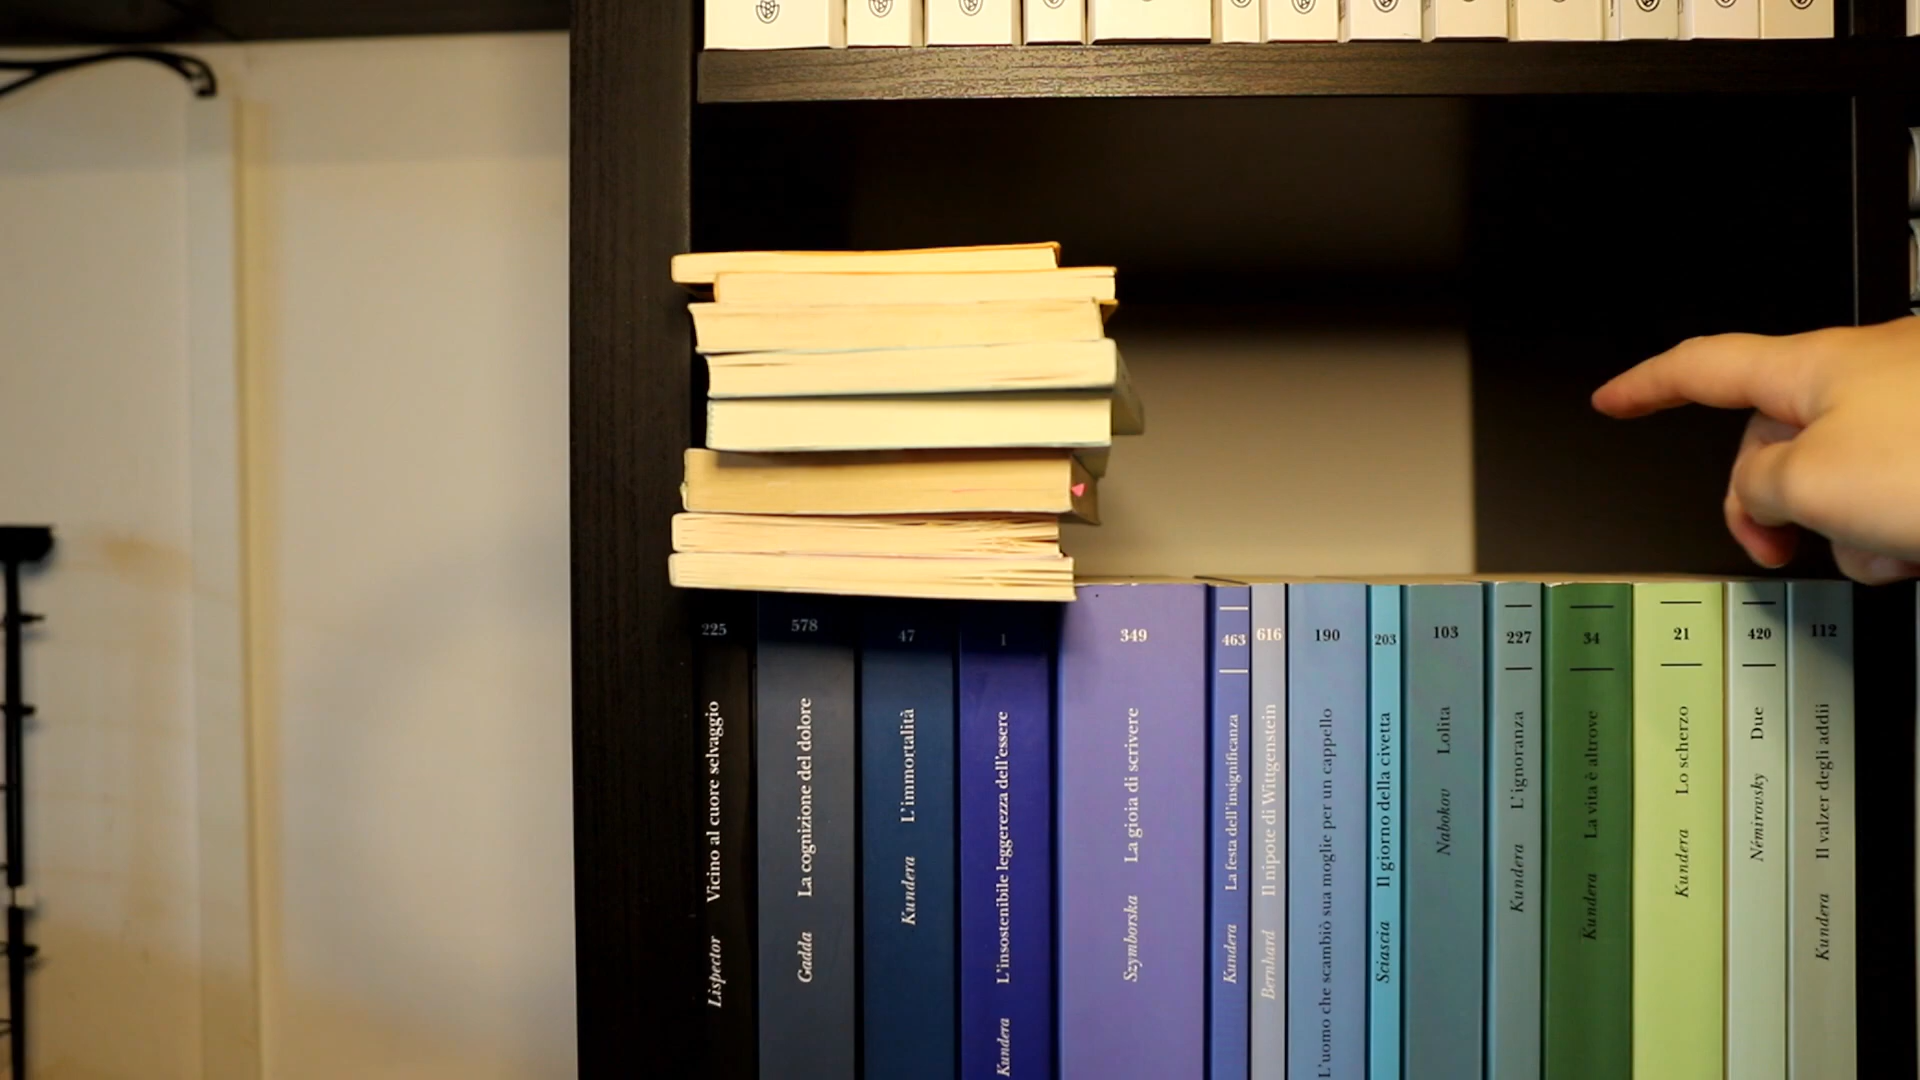 225
Lispector Vicino al cuore selvaggio
578
Gadda La cognizione del dolore
47
Kundera L'immortalità
1
Kundera L'insostenibile leggerezza dell'essere
349
Szymborska La gioia di scrivere
463
Kundera La festa dell'insignificanza
616
Bernhard Il nipote di Wittgenstein
190
L'uomo che scambiò sua moglie per un cappello
203
Sciascia Il giorno della civetta
103
Nabokov Lolita
227
Kundera L'ignoranza
34
Kundera La vita è altrove
21
Kundera Lo scherzo
420
Némirovsky Due
112
Kundera Il valzer degli addii